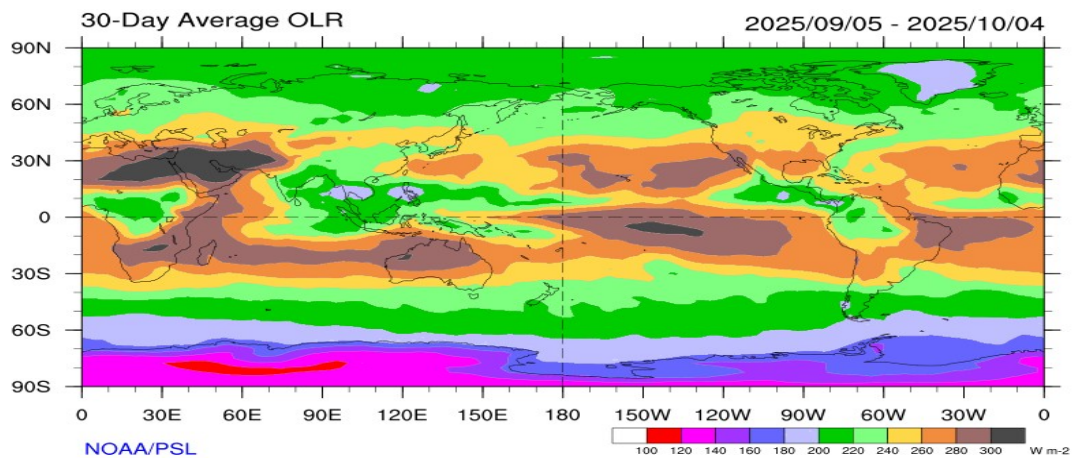 30-Day Average OLR 2025/09/05 - 2025/10/04
90N
60N
30N
0
30S
60S
90S
0 30E 60E 90E 120E 150E 180 150W 120W 90W 60W 30W 0
NOAA/PSL
100 120 140 160 180 200 220 240 260 280 300 W m-2